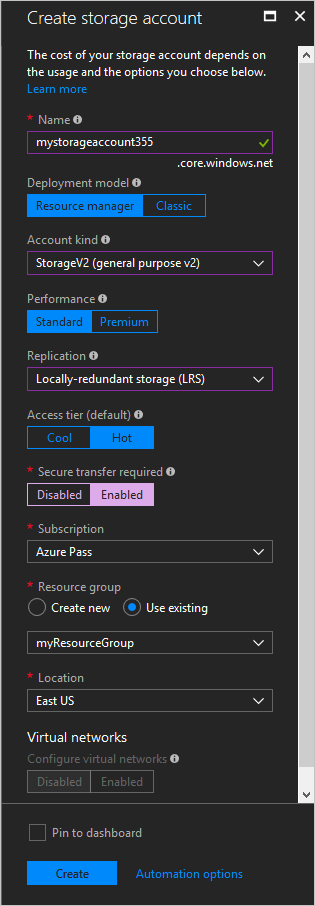 Create storage account
The cost of your storage account depends on
the usage and the options you choose below.
Learn more
* Name
mystorageaccount355
.core.windows.net
Deployment model
Resource manager Classic
Account kind
StorageV2 (general purpose v2)
Performance
Standard Premium
Replication
Locally-redundant storage (LRS)
Access tier (default)
Cool Hot
* Secure transfer required
Disabled Enabled
* Subscription
Azure Pass
* Resource group
Create new Use existing
myResourceGroup
* Location
East US
Virtual networks
Configure virtual networks
Disabled Enabled
Pin to dashboard
Create Automation options